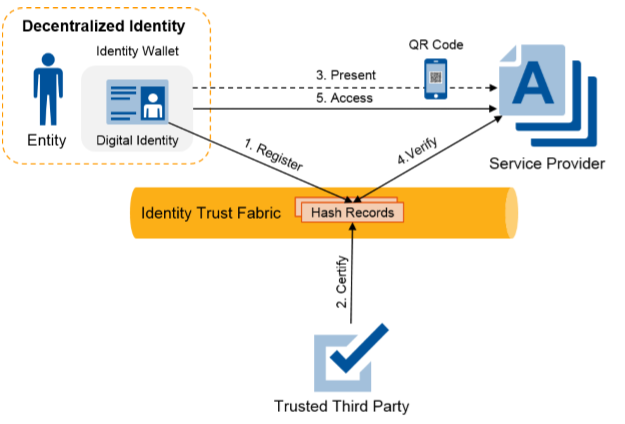 Decentralized Identity
Identity Wallet
Entity
Digital Identity
QR Code
3. Present
5. Access
A
Service Provider
1. Register
4.Verify
Identity Trust Fabric
Hash Records
2. Certify
Trusted Third Party